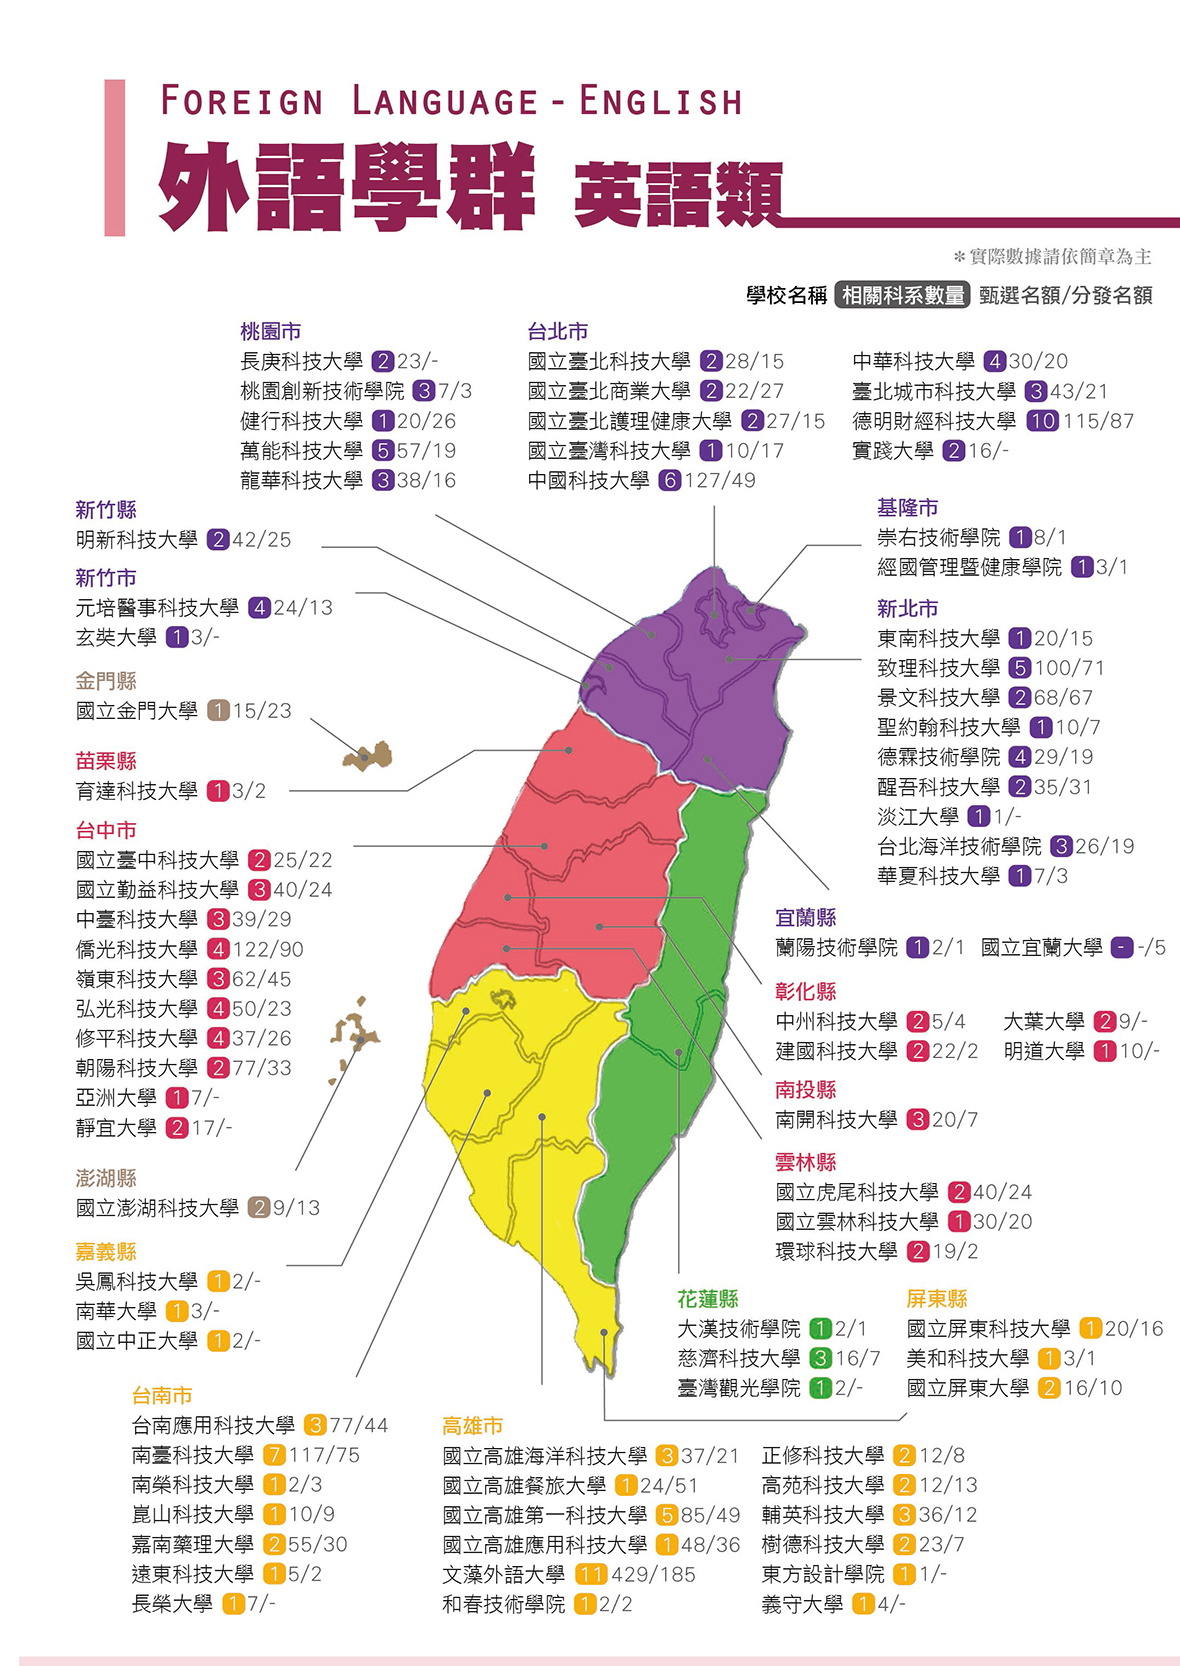 FOREIGN LANGUAGE - ENGLISH
外語學群 英語類
＊實際數據請依簡章為主
學校名稱 相關科系數量 甄選名額/分發名額
桃園市
長庚科技大學 2 23/-
桃園創新技術學院 3 7/3
健行科技大學 1 20/26
萬能科技大學 5 57/19
龍華科技大學 3 38/16
台北市
國立臺北科技大學 2 28/15
國立臺北商業大學 2 22/27
國立臺北護理健康大學 2 27/15
國立臺灣科技大學 1 10/17
中國科技大學 6 127/49
中華科技大學 4 30/20
臺北城市科技大學 3 43/21
德明財經科技大學 10 115/87
實踐大學 2 16/-
新竹縣
明新科技大學 2 42/25
新竹市
元培醫事科技大學 4 24/13
玄奘大學 1 3/-
金門縣
國立金門大學 1 15/23
苗栗縣
育達科技大學 1 3/2
台中市
國立臺中科技大學 2 25/22
國立勤益科技大學 3 40/24
中臺科技大學 3 39/29
僑光科技大學 4 122/90
嶺東科技大學 3 62/45
弘光科技大學 4 50/23
修平科技大學 4 37/26
朝陽科技大學 2 77/33
亞洲大學 1 7/-
靜宜大學 2 17/-
澎湖縣
國立澎湖科技大學 2 9/13
嘉義縣
吳鳳科技大學 1 2/-
南華大學 1 3/-
國立中正大學 1 2/-
基隆市
崇右技術學院 1 8/1
經國管理暨健康學院 1 3/1
新北市
東南科技大學 1 20/15
致理科技大學 5 100/71
景文科技大學 2 68/67
聖約翰科技大學 1 10/7
德霖技術學院 4 29/19
醒吾科技大學 2 35/31
淡江大學 1 1/-
台北海洋技術學院 3 26/19
華夏科技大學 1 7/3
宜蘭縣
蘭陽技術學院 1 2/1 國立宜蘭大學 - -/5
彰化縣
中州科技大學 2 5/4 大葉大學 2 9/-
建國科技大學 2 22/2 明道大學 1 10/-
南投縣
南開科技大學 3 20/7
雲林縣
國立虎尾科技大學 2 40/24
國立雲林科技大學 1 30/20
環球科技大學 2 19/2
花蓮縣
大漢技術學院 1 2/1
慈濟科技大學 3 16/7
臺灣觀光學院 1 2/-
屏東縣
國立屏東科技大學 1 20/16
美和科技大學 1 3/1
國立屏東大學 2 16/10
台南市
台南應用科技大學 3 77/44
南臺科技大學 7 117/75
南榮科技大學 1 2/3
崑山科技大學 1 10/9
嘉南藥理大學 2 55/30
遠東科技大學 1 5/2
長榮大學 1 7/-
高雄市
國立高雄海洋科技大學 3 37/21
國立高雄餐旅大學 1 24/51
國立高雄第一科技大學 5 85/49
國立高雄應用科技大學 1 48/36
文藻外語大學 11 429/185
和春技術學院 1 2/2
正修科技大學 2 12/8
高苑科技大學 2 12/13
輔英科技大學 3 36/12
樹德科技大學 2 23/7
東方設計學院 1 1/-
義守大學 1 4/-